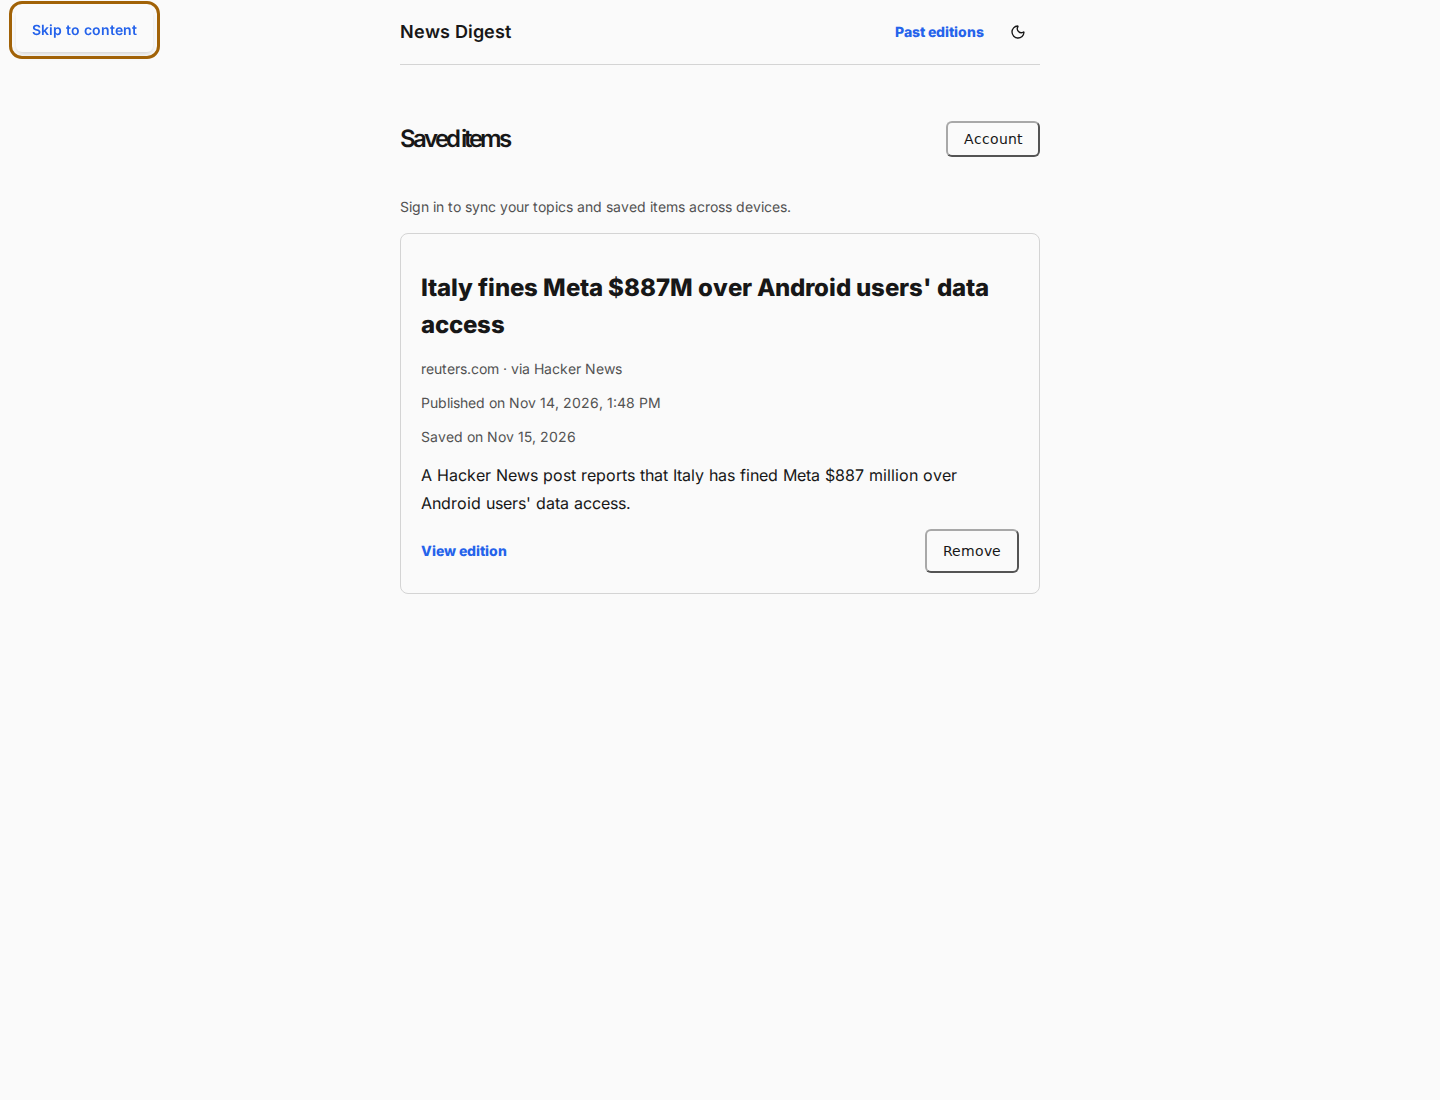 Skip to content
News Digest
Past editions
Saved items
Account
Sign in to sync your topics and saved items across devices.
Italy fines Meta $887M over Android users' data
access
reuters.com · via Hacker News
Published on Nov 14, 2026, 1:48 PM
Saved on Nov 15, 2026
A Hacker News post reports that Italy has fined Meta $887 million over
Android users' data access.
View edition
Remove